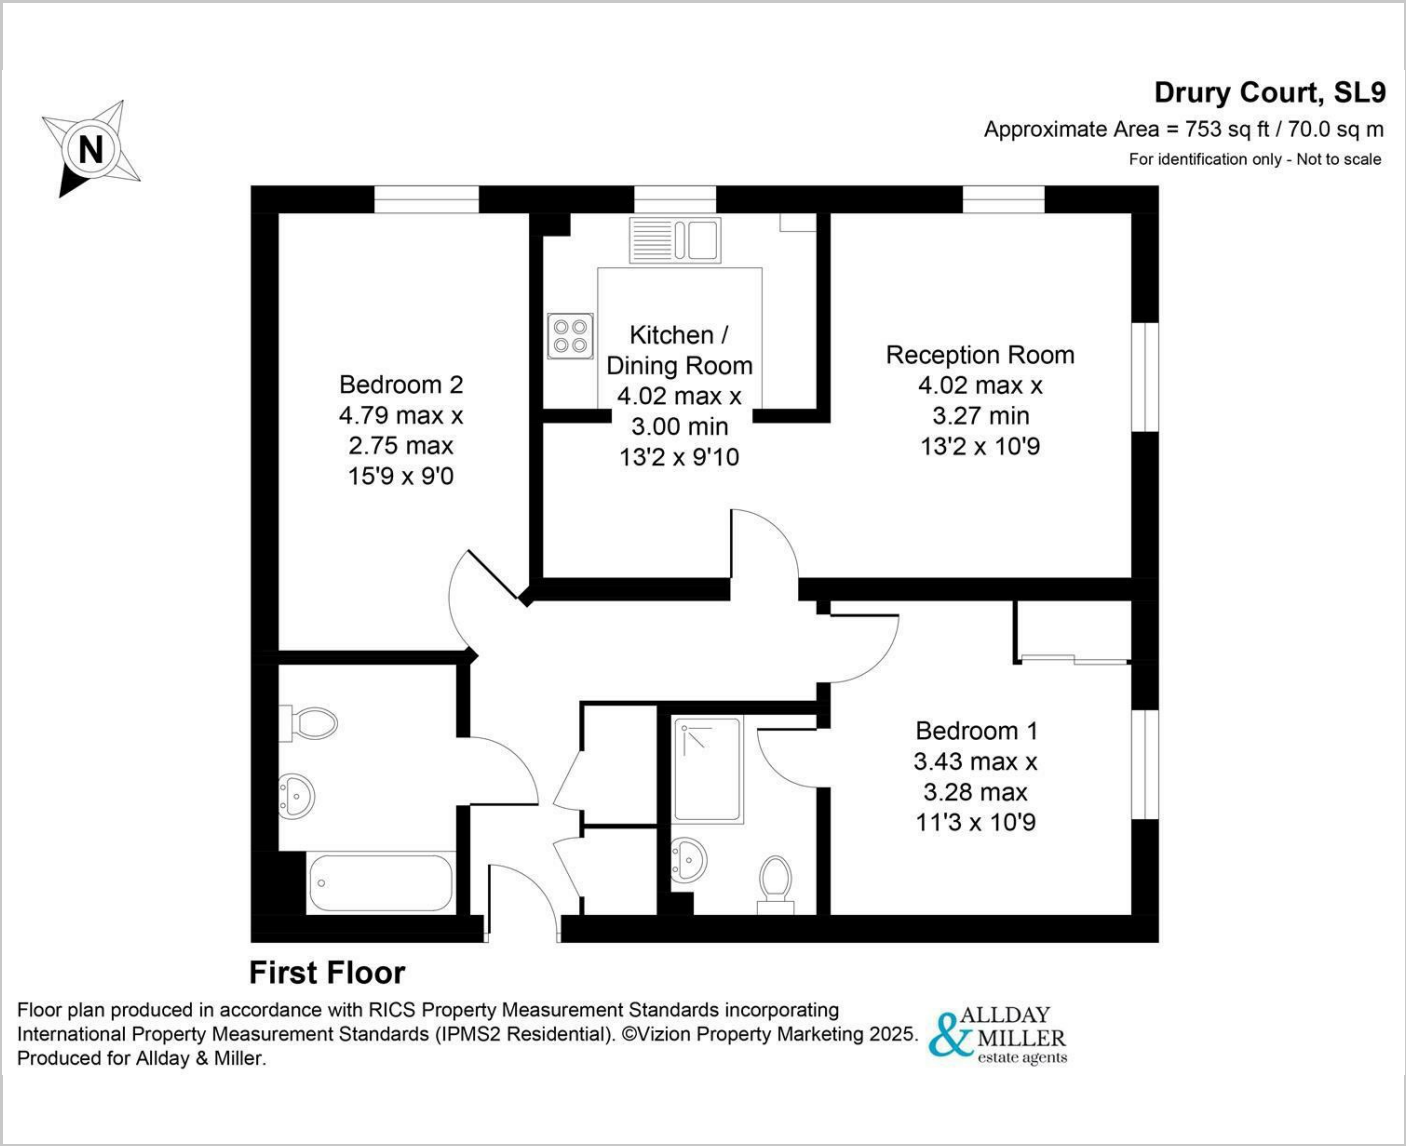 Drury Court, SL9
Approximate Area = 753 sq ft / 70.0 sq m
For identification only - Not to scale
N
Kitchen /
Dining Room
4.02 max x
3.00 min
13'2 x 9'10
Reception Room
4.02 max x
3.27 min
13'2 x 10'9
Bedroom 2
4.79 max x
2.75 max
15'9 x 9'0
Bedroom 1
3.43 max x
3.28 max
11'3 x 10'9
First Floor
Floor plan produced in accordance with RICS Property Measurement Standards incorporating
International Property Measurement Standards (IPMS2 Residential). ©Vizion Property Marketing 2025.
Produced for Allday & Miller.
ALLDAY
& MILLER
estate agents